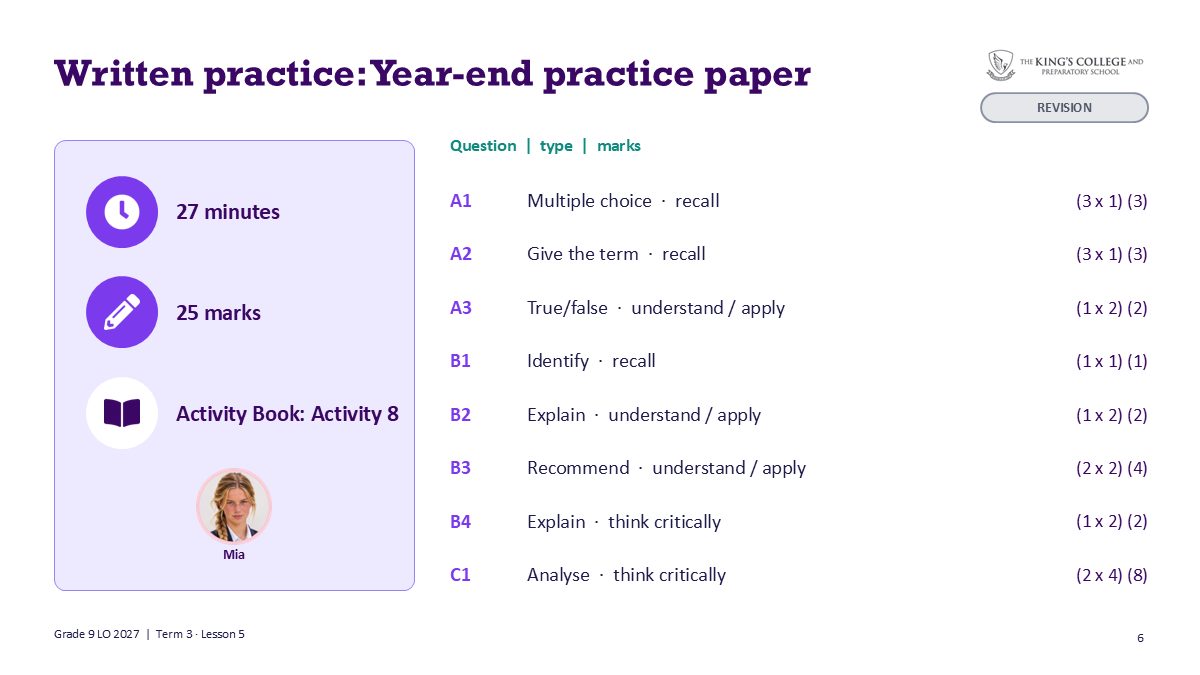 Written practice: Year-end practice paper
THE KING'S COLLEGE AND
PREPARATORY SCHOOL
REVISION
27 minutes
25 marks
Activity Book: Activity 8
Mia
Question | type | marks
A1 Multiple choice · recall (3 x 1) (3)
A2 Give the term · recall (3 x 1) (3)
A3 True/false · understand / apply (1 x 2) (2)
B1 Identify · recall (1 x 1) (1)
B2 Explain · understand / apply (1 x 2) (2)
B3 Recommend · understand / apply (2 x 2) (4)
B4 Explain · think critically (1 x 2) (2)
C1 Analyse · think critically (2 x 4) (8)
Grade 9 LO 2027 | Term 3 · Lesson 5
6